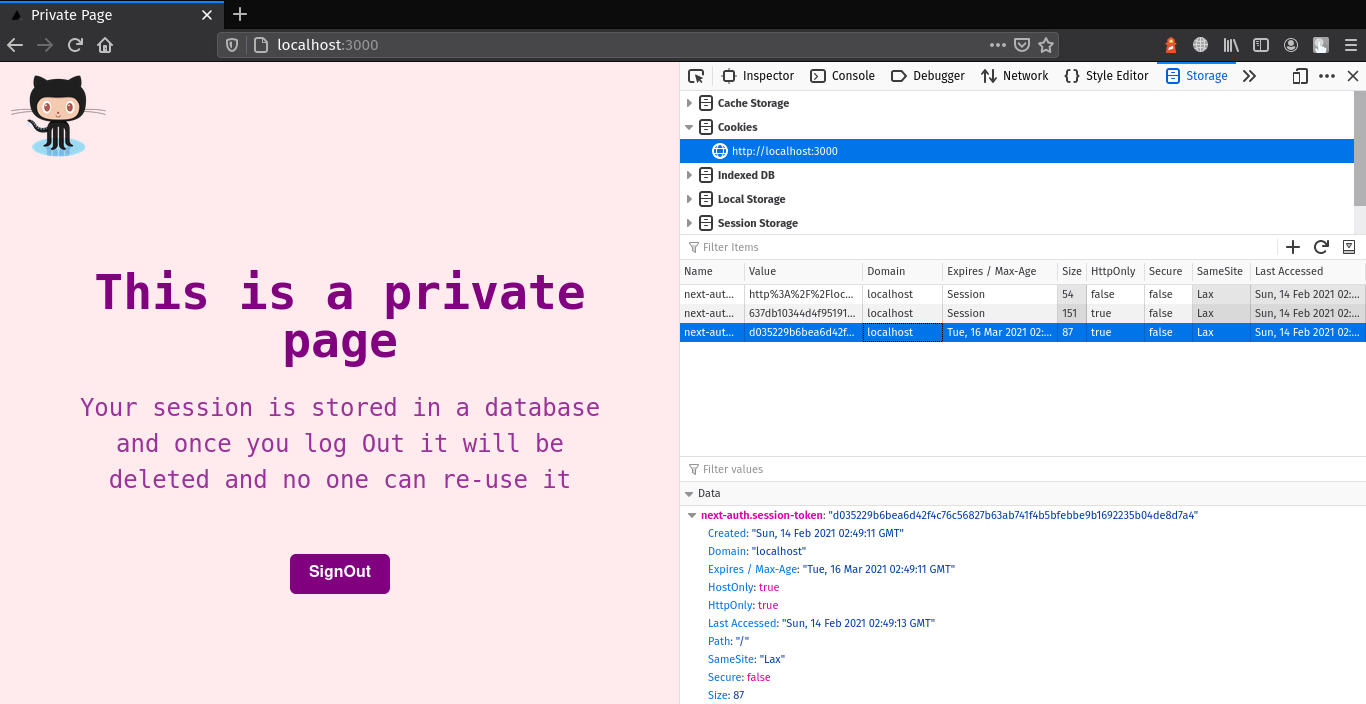 Private Page
localhost:3000
This is a private
page
Your session is stored in a database
and once you log Out it will be
deleted and no one can re-use it
SignOut
Inspector Console Debugger Network Style Editor Storage
Cache Storage
Cookies
http://localhost:3000
Indexed DB
Local Storage
Session Storage
Filter Items
Name Value Domain Expires / Max-Age Size HttpOnly Secure SameSite Last Accessed
next-aut... http%3A%2F%2Floc... localhost Session 54 false false Lax Sun, 14 Feb 2021 02:...
next-aut... 637db10344d4f95191... localhost Session 151 true false Lax Sun, 14 Feb 2021 02:...
next-aut... d035229b6bea6d42f... localhost Tue, 16 Mar 2021 02:... 87 true false Lax Sun, 14 Feb 2021 02:...
Filter values
Data
next-auth.session-token: "d035229b6bea6d42f4c76c56827b63ab741f4b5bfebbe9b1692235b04de8d7a4"
Created: "Sun, 14 Feb 2021 02:49:11 GMT"
Domain: "localhost"
Expires / Max-Age: "Tue, 16 Mar 2021 02:49:11 GMT"
HostOnly: true
HttpOnly: true
Last Accessed: "Sun, 14 Feb 2021 02:49:13 GMT"
Path: "/"
SameSite: "Lax"
Secure: false
Size: 87